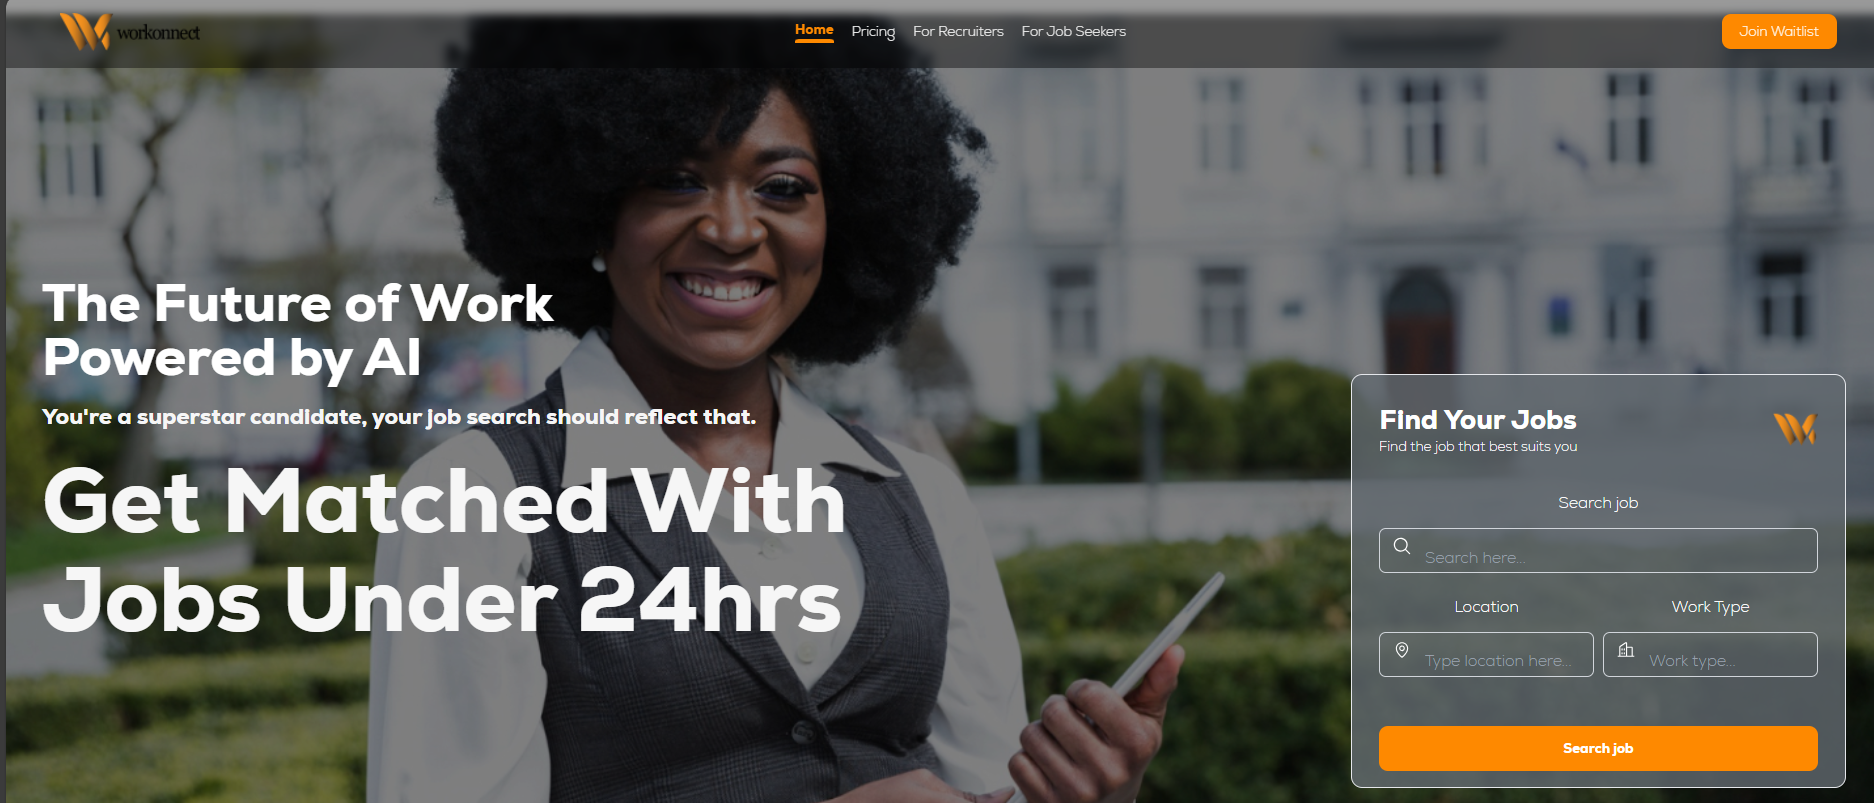 workonnect
Home
Pricing
For Recruiters
For Job Seekers
Join Waitlist
The Future of Work
Powered by AI
You're a superstar candidate, your job search should reflect that.
Get Matched With
Jobs Under 24hrs
Find Your Jobs
Find the job that best suits you
Search job
Search here...
Location
Work Type
Type location here...
Work type...
Search job